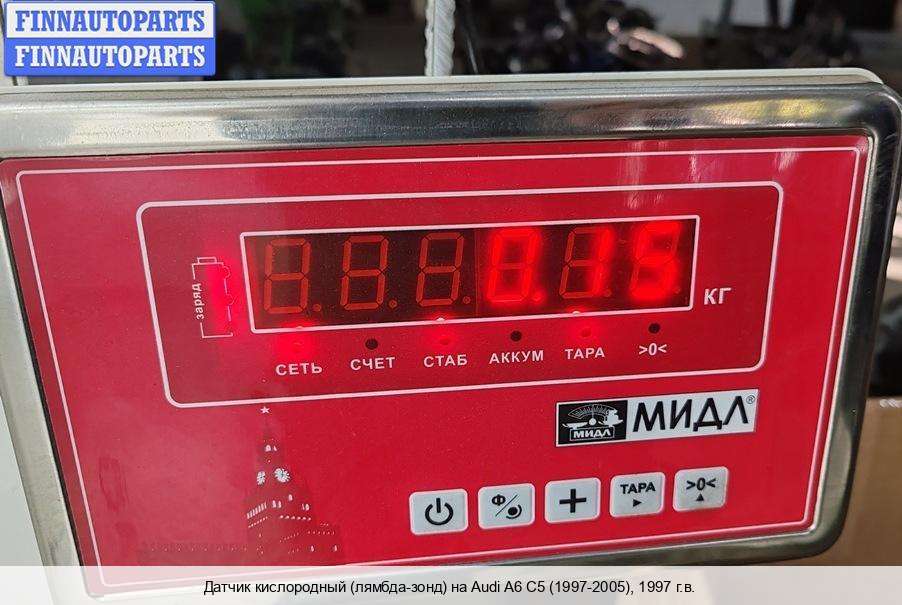 FINNAUTOPARTS
FINNAUTOPARTS
заряд
0.15
КГ
СЕТЬ СЧЕТ СТАБ АККУМ ТАРА >0<
МИДЛ МИДЛ®
Ф ТАРА >0<
Датчик кислородный (лямбда-зонд) на Audi A6 C5 (1997-2005), 1997 г.в.